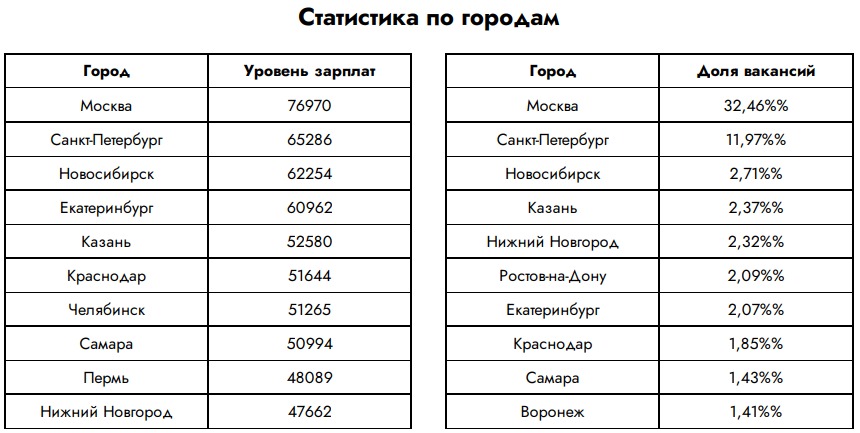 Статистика по городам
Город Уровень зарплат
Москва 76970
Санкт-Петербург 65286
Новосибирск 62254
Екатеринбург 60962
Казань 52580
Краснодар 51644
Челябинск 51265
Самара 50994
Пермь 48089
Нижний Новгород 47662
Город Доля вакансий
Москва 32,46%%
Санкт-Петербург 11,97%%
Новосибирск 2,71%%
Казань 2,37%%
Нижний Новгород 2,32%%
Ростов-на-Дону 2,09%%
Екатеринбург 2,07%%
Краснодар 1,85%%
Самара 1,43%%
Воронеж 1,41%%